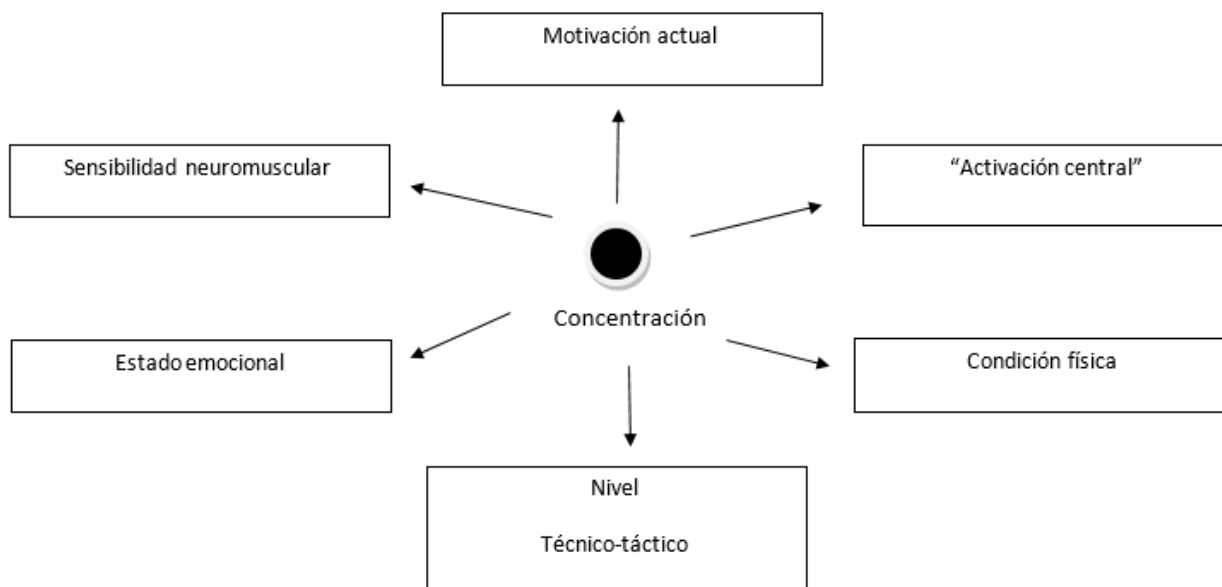 Motivación actual
Sensibilidad neuromuscular
“Activación central”
Concentración
Estado emocional
Condición física
Nivel
Técnico-táctico